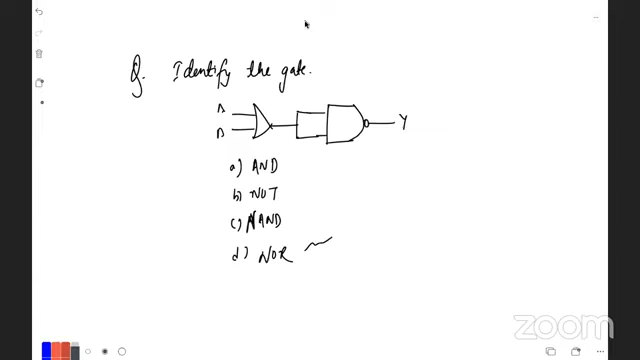 Q. Identify the gate.
A
B
Y
a) AND
b) NOT
c) NAND
d) NOR
zoom